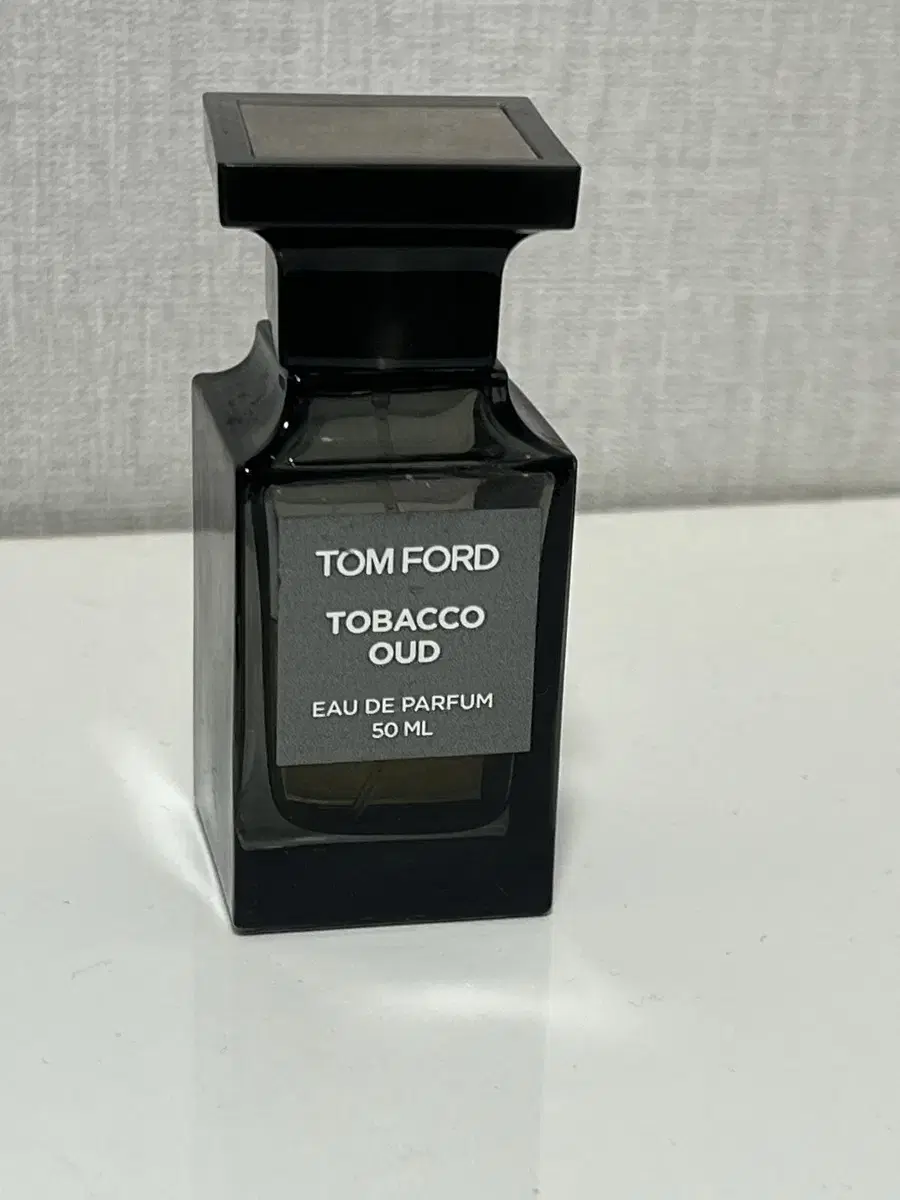 TOM FORD
TOBACCO
OUD
EAU DE PARFUM
50 ML